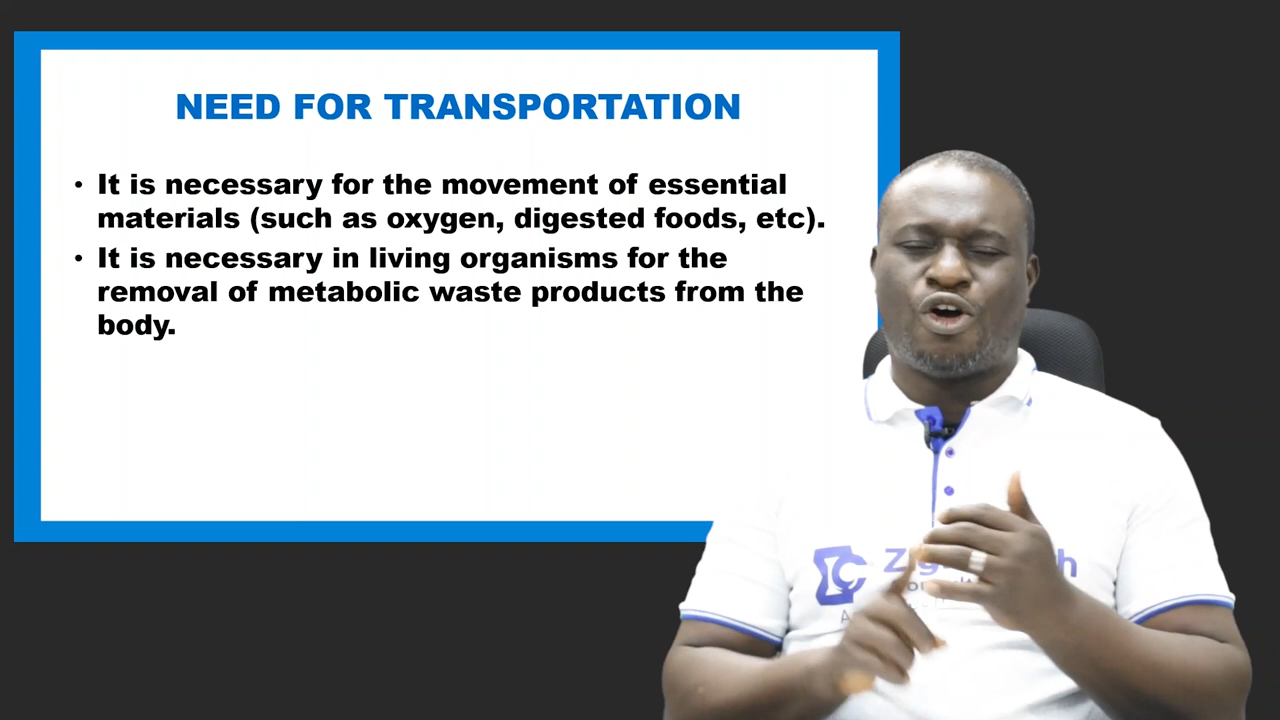 NEED FOR TRANSPORTATION
• It is necessary for the movement of essential
materials (such as oxygen, digested foods, etc).
• It is necessary in living organisms for the
removal of metabolic waste products from the
body.